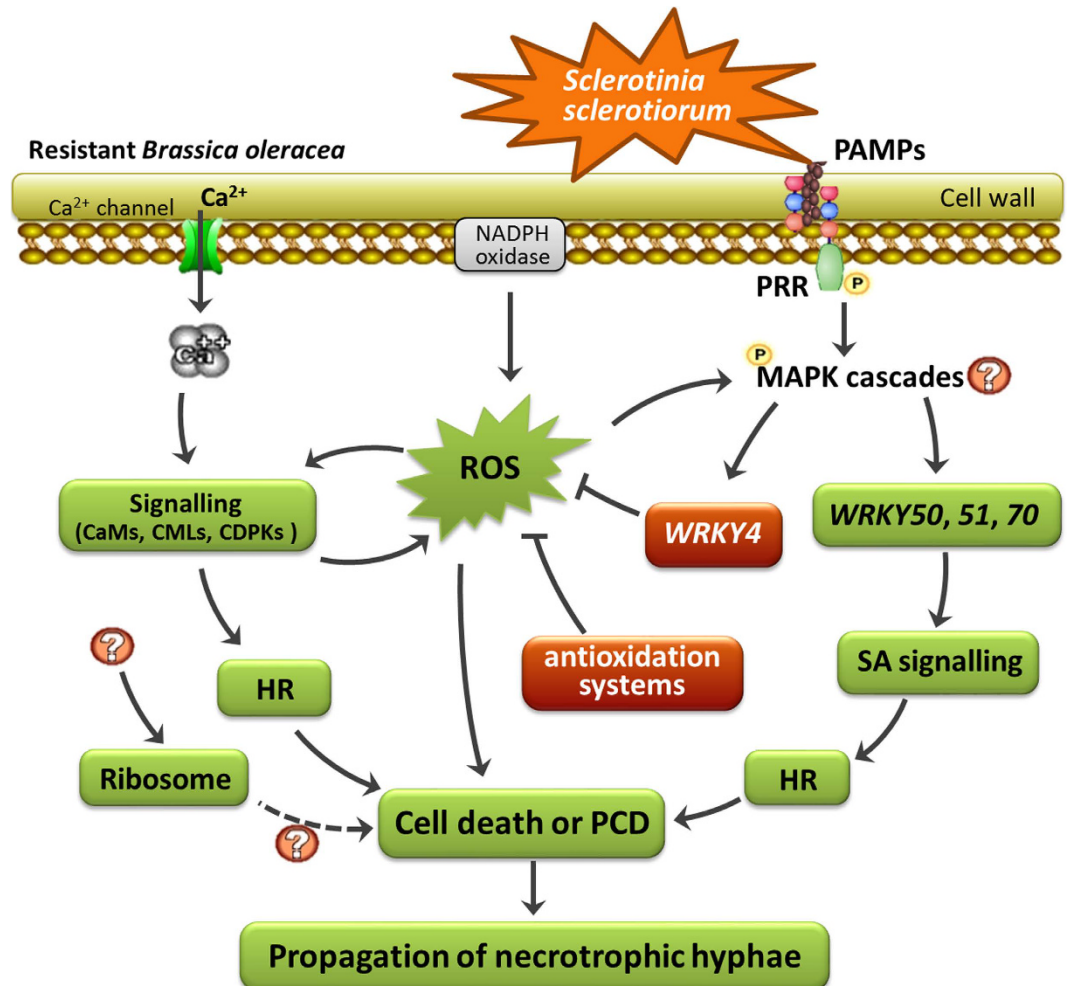 Sclerotinia
sclerotiorum
Resistant Brassica oleracea
PAMPs
Ca²⁺ channel
Ca²⁺
Cell wall
NADPH
oxidase
PRR
P
Ca++
P
MAPK cascades ?
ROS
Signalling
(CaMs, CMLs, CDPKs )
WRKY4
WRKY50, 51, 70
?
HR
antioxidation
systems
SA signalling
Ribosome
HR
?
Cell death or PCD
Propagation of necrotrophic hyphae